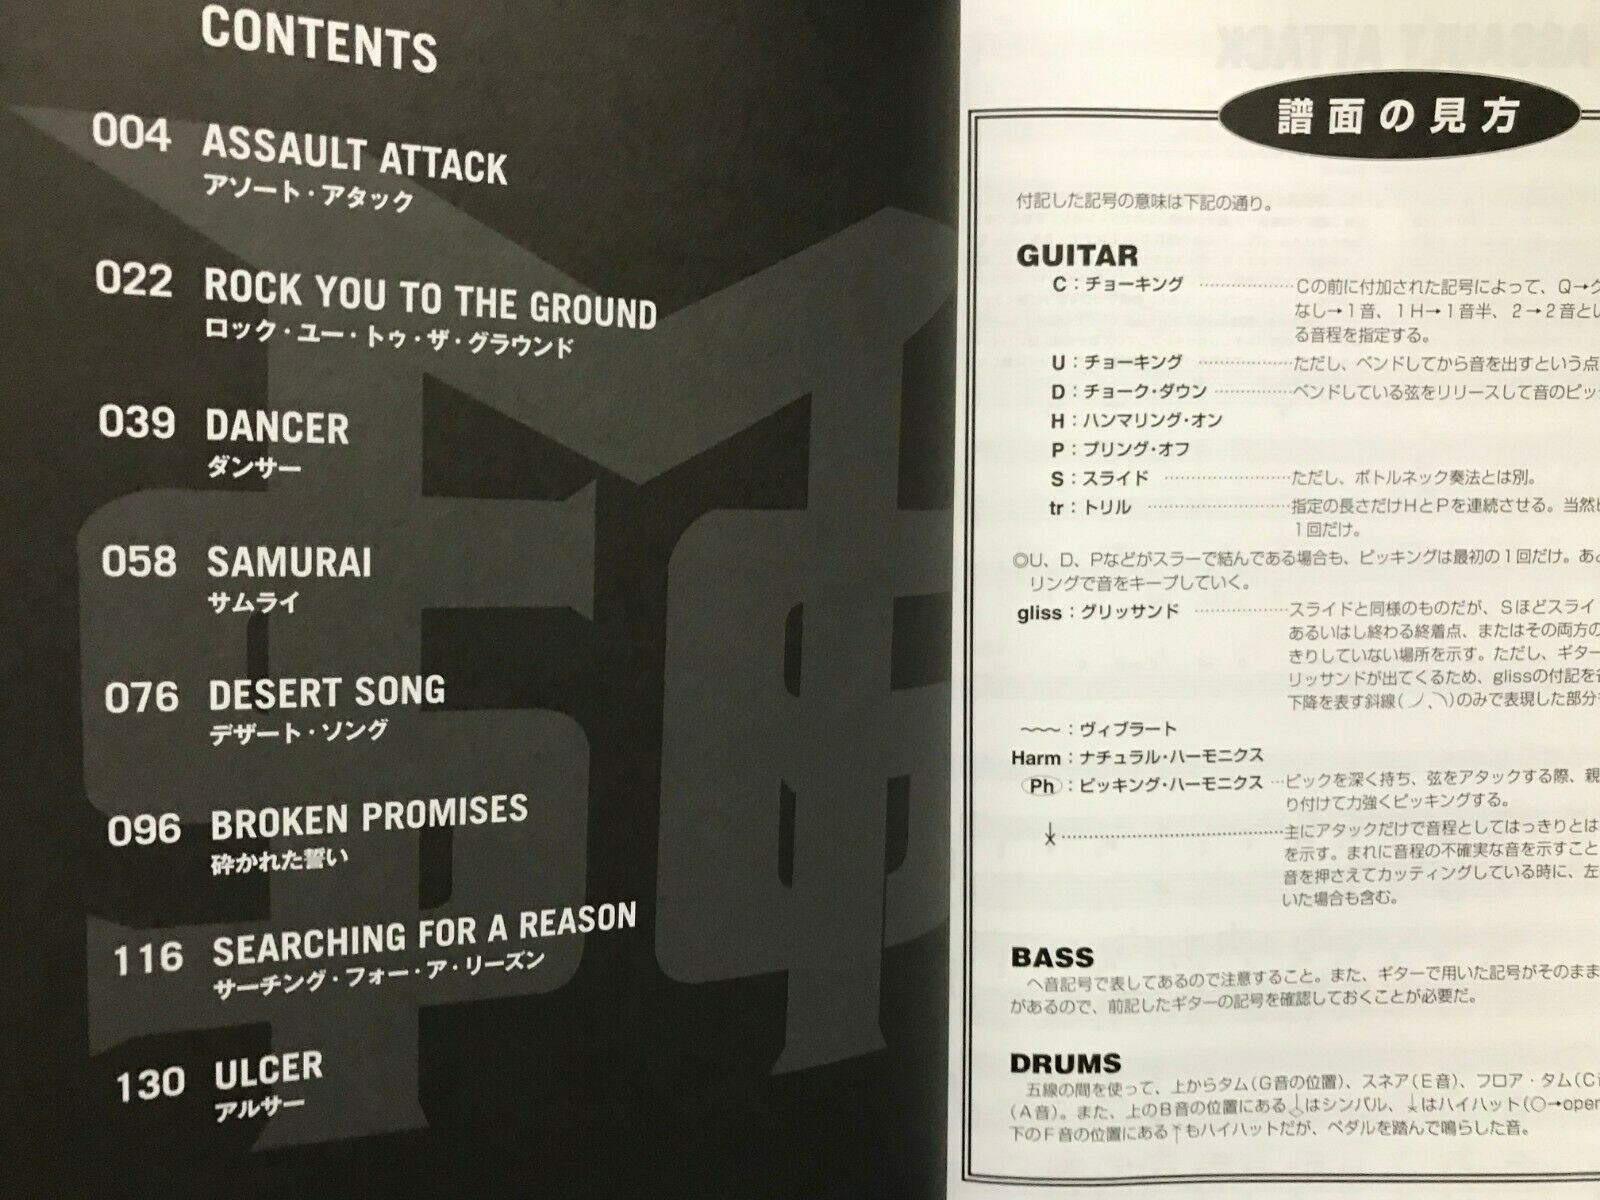 CONTENTS
004 ASSAULT ATTACK
アソート・アタック
022 ROCK YOU TO THE GROUND
ロック・ユー・トゥ・ザ・グラウンド
039 DANCER
ダンサー
058 SAMURAI
サムライ
076 DESERT SONG
デザート・ソング
096 BROKEN PROMISES
砕かれた誓い
116 SEARCHING FOR A REASON
サーチング・フォー・ア・リーズン
130 ULCER
アルサー
ASSAULT ATTACK
譜面の見方
付記した記号の意味は下記の通り。
GUITAR
C：チョーキング ……………Cの前に付加された記号によって、Q→ク
なし→1音、1H→1音半、2→2音とい
る音程を指定する。
U：チョーキング ……………ただし、ベンドしてから音を出すという点
D：チョーク・ダウン ……………ベンドしている弦をリリースして音のピッ
H：ハンマリング・オン
P：プリング・オフ
S：スライド ……………ただし、ボトルネック奏法とは別。
tr：トリル ……………指定の長さだけHとPを連続させる。当然
1回だけ。
◎U、D、Pなどがスラーで結んである場合も、ピッキングは最初の1回だけ。あ
リングで音をキープしていく。
gliss：グリッサンド ……………スライドと同様のものだが、Sほどスライ
あるいはし終わる終着点、またはその両方の
きりしていない場所を示す。ただし、ギター
リッサンドが出てくるため、glissの付記を
下降を表す斜線(ノ、ヽ)のみで表現した部分
〜〜：ヴィブラート
Harm：ナチュラル・ハーモニクス
Ph：ピッキング・ハーモニクス …ピックを深く持ち、弦をアタックする際、親
り付けて力強くピッキングする。
……………主にアタックだけで音程としてはっきりとは
を示す。まれに音程の不確実な音を示すこと
音を押さえてカッティングしている時に、左
いた場合も含む。
BASS
ヘ音記号で表してあるので注意すること。また、ギターで用いた記号がそのまま
があるので、前記したギターの記号を確認しておくことが必要だ。
DRUMS
五線の間を使って、上からタム(G音の位置)、スネア(E音)、フロア・タム(C
(A音)。また、上のB音の位置にあるはシンバル、はハイハット(○→open
下のF音の位置にあるもハイハットだが、ペダルを踏んで鳴らした音。